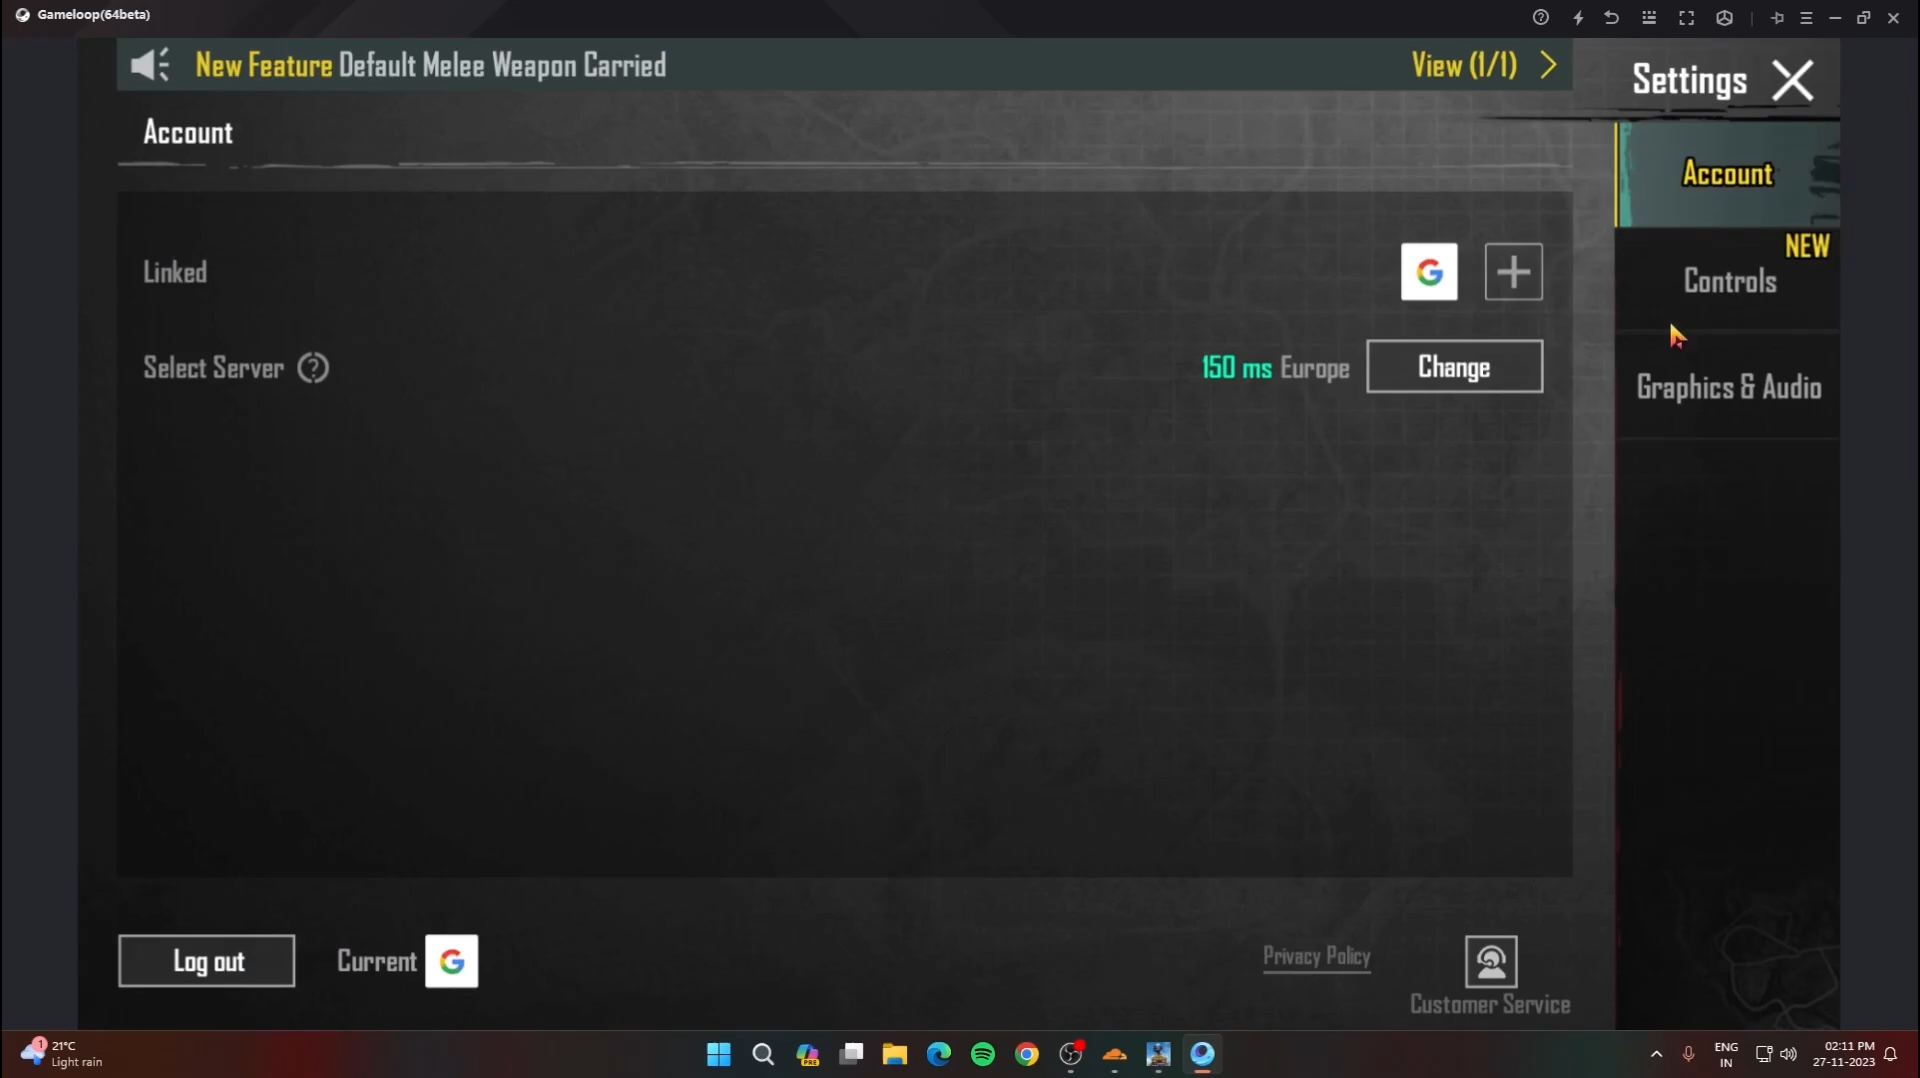 Gameloop(64beta)
New Feature Default Melee Weapon Carried
View (1/1)
Settings
Account
Account
NEW
Linked
Controls
Select Server
150 ms Europe
Change
Graphics & Audio
Log out
Current
Privacy Policy
Customer Service
1
21°C
Light rain
PRE
ENG
IN
02:11 PM
27-11-2023